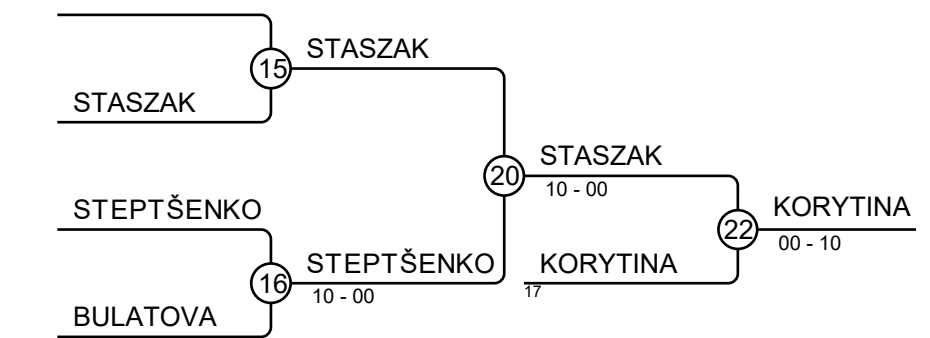 STASZAK
15
STASZAK
STASZAK
20
10 - 00
STEPTŠENKO
KORYTINA
22
00 - 10
STEPTŠENKO
16
10 - 00
KORYTINA
17
BULATOVA